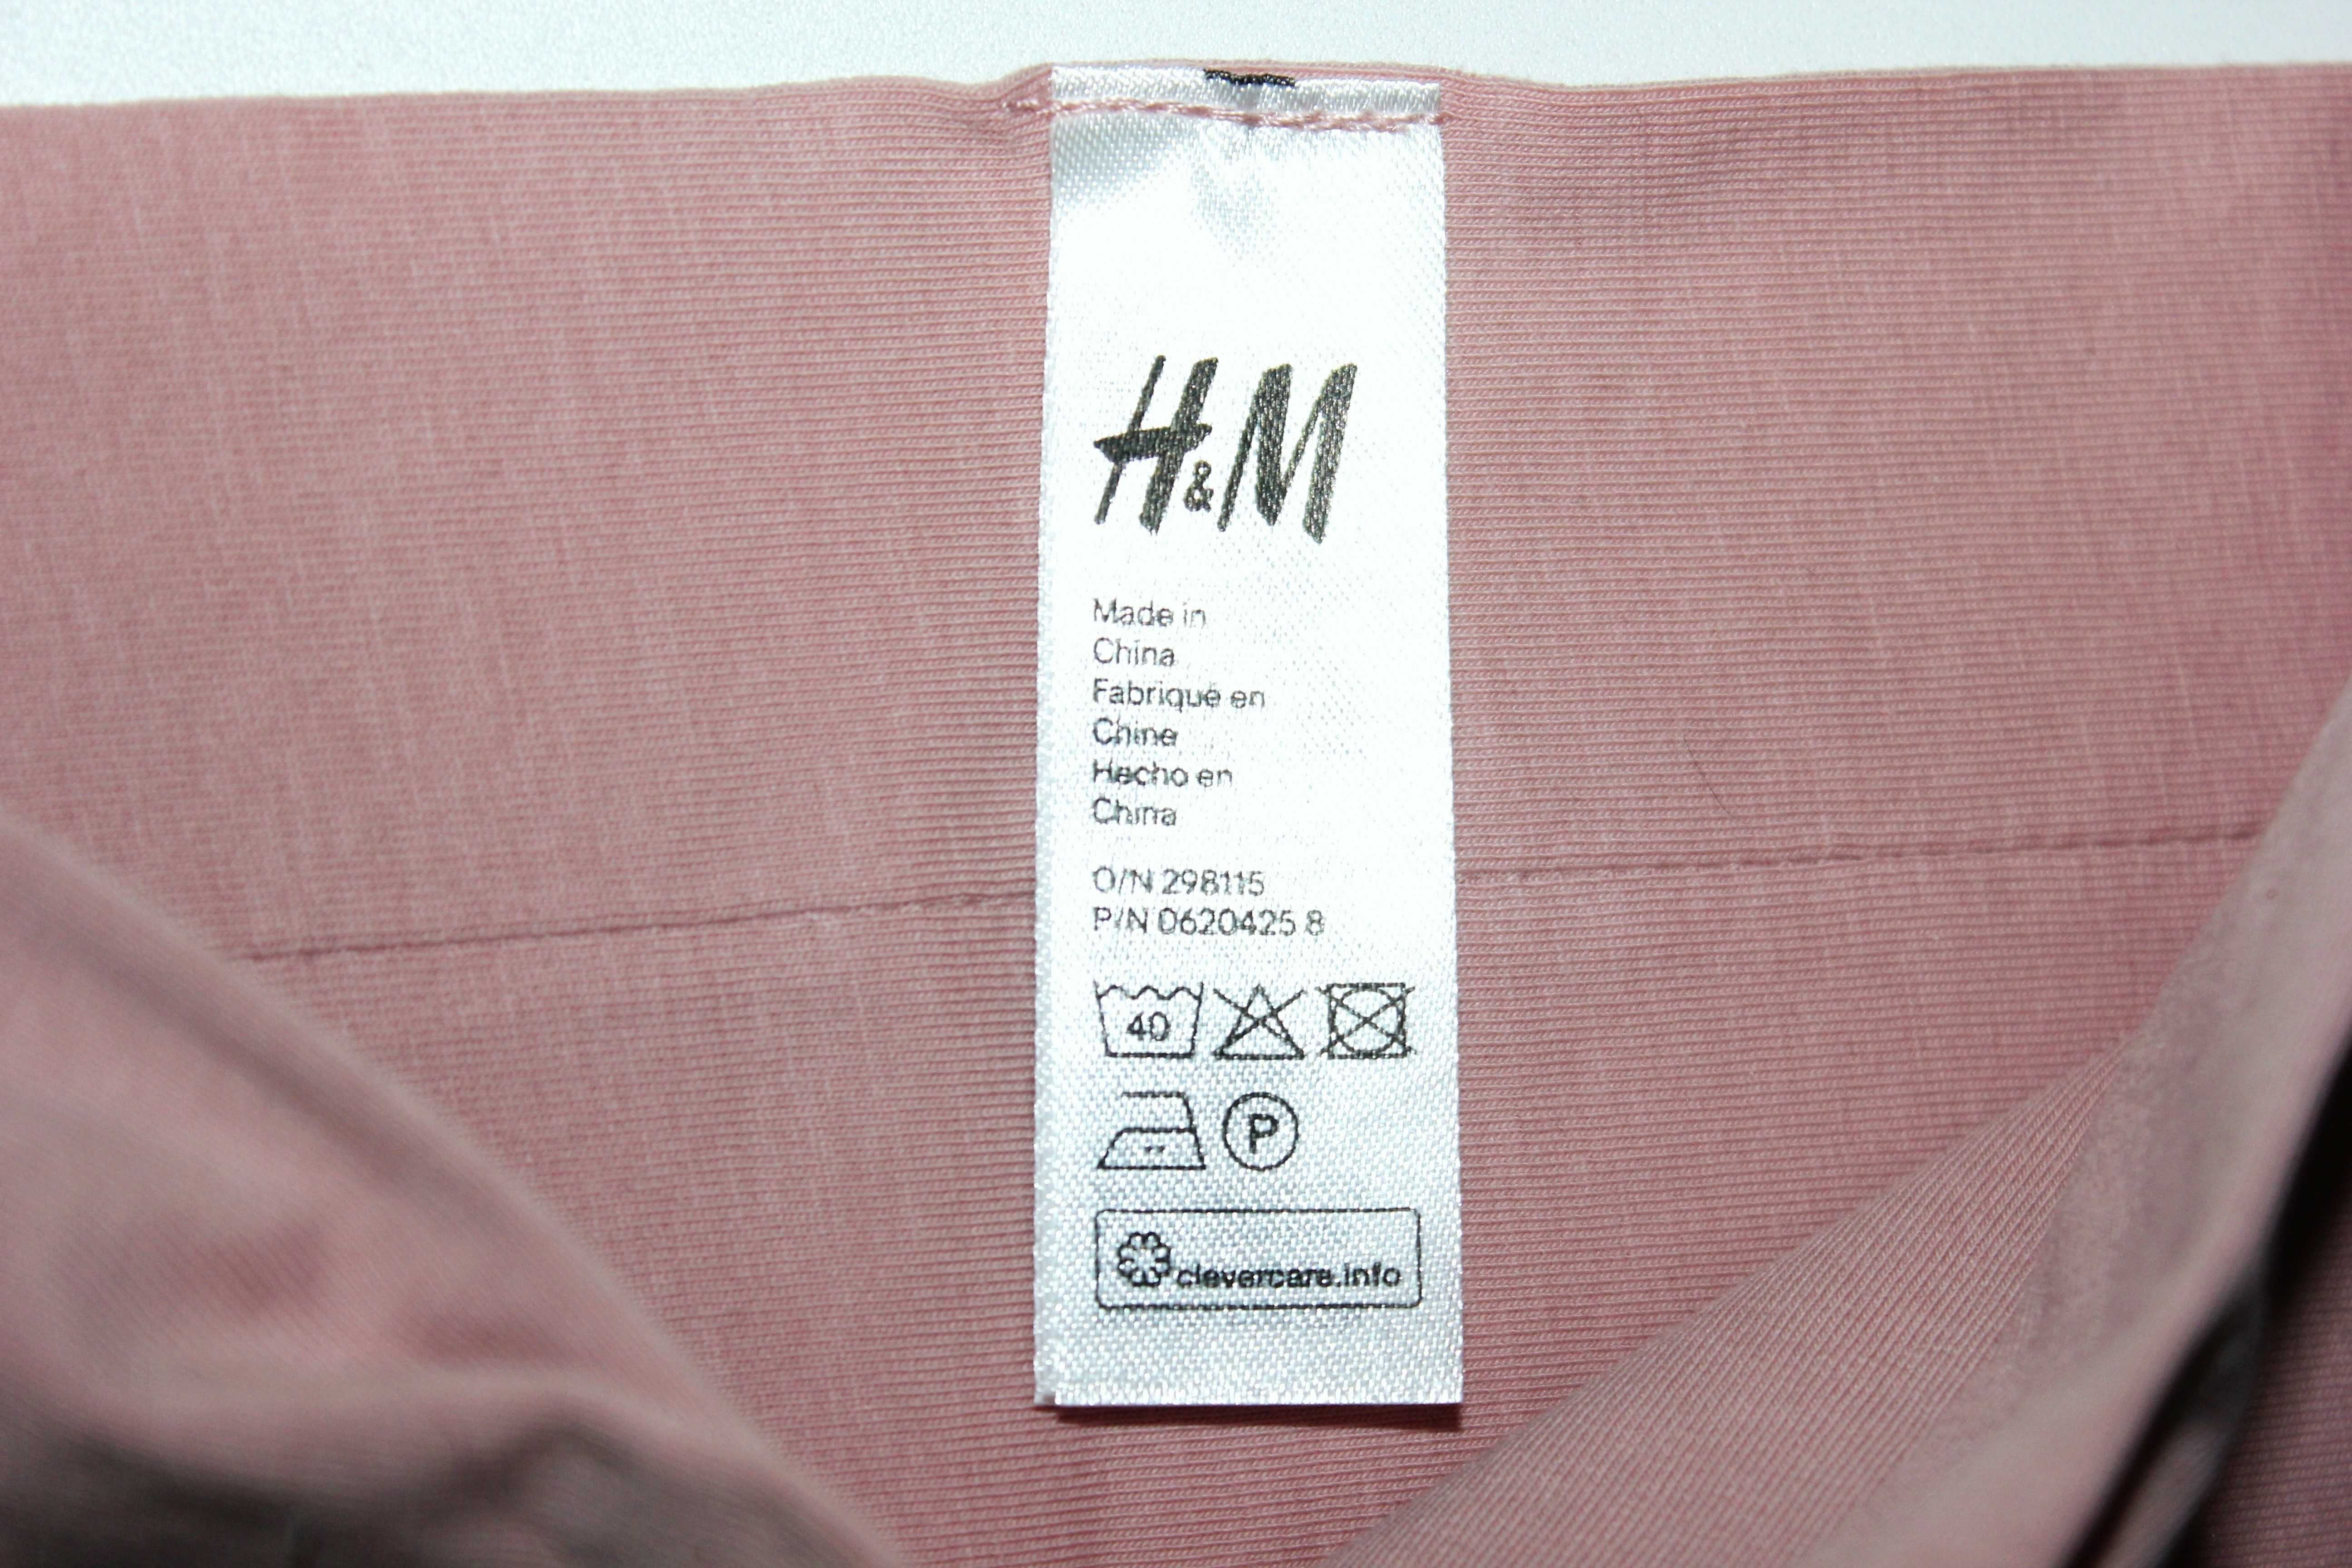 H&M
Made in
China
Fabriqué en
Chine
Hecho en
China
O/N 298115
P/N 0620425 8
40
P
clevercare.info